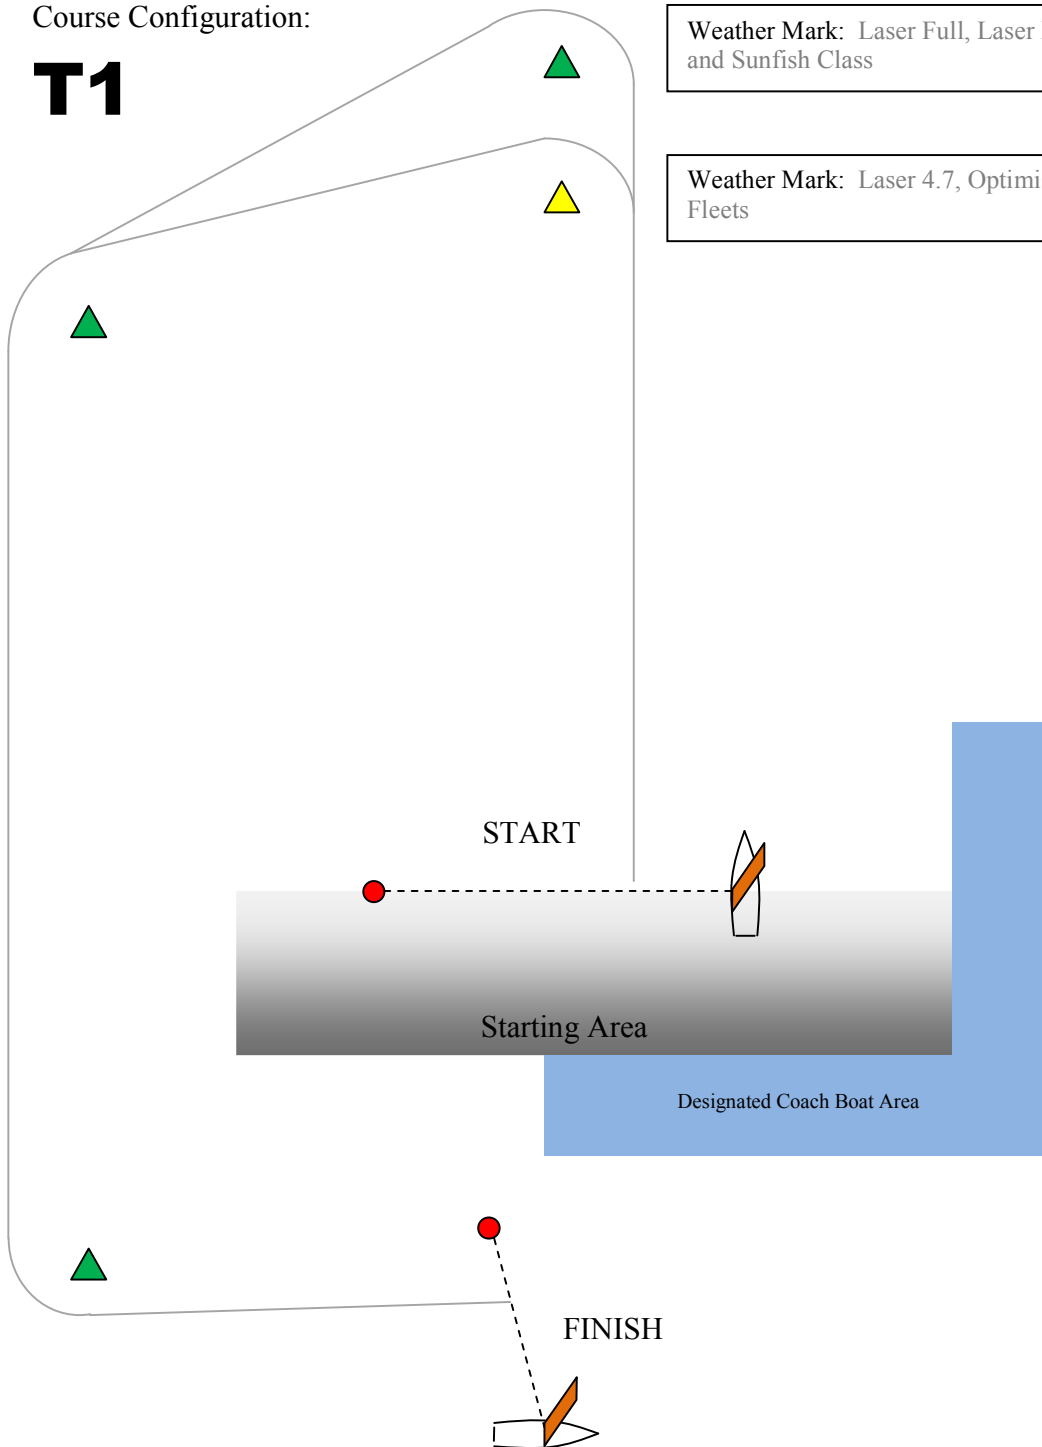 Course Configuration:
T1
Weather Mark: Laser Full, Laser
and Sunfish Class
Weather Mark: Laser 4.7, Optimi
Fleets
START
Starting Area
Designated Coach Boat Area
FINISH